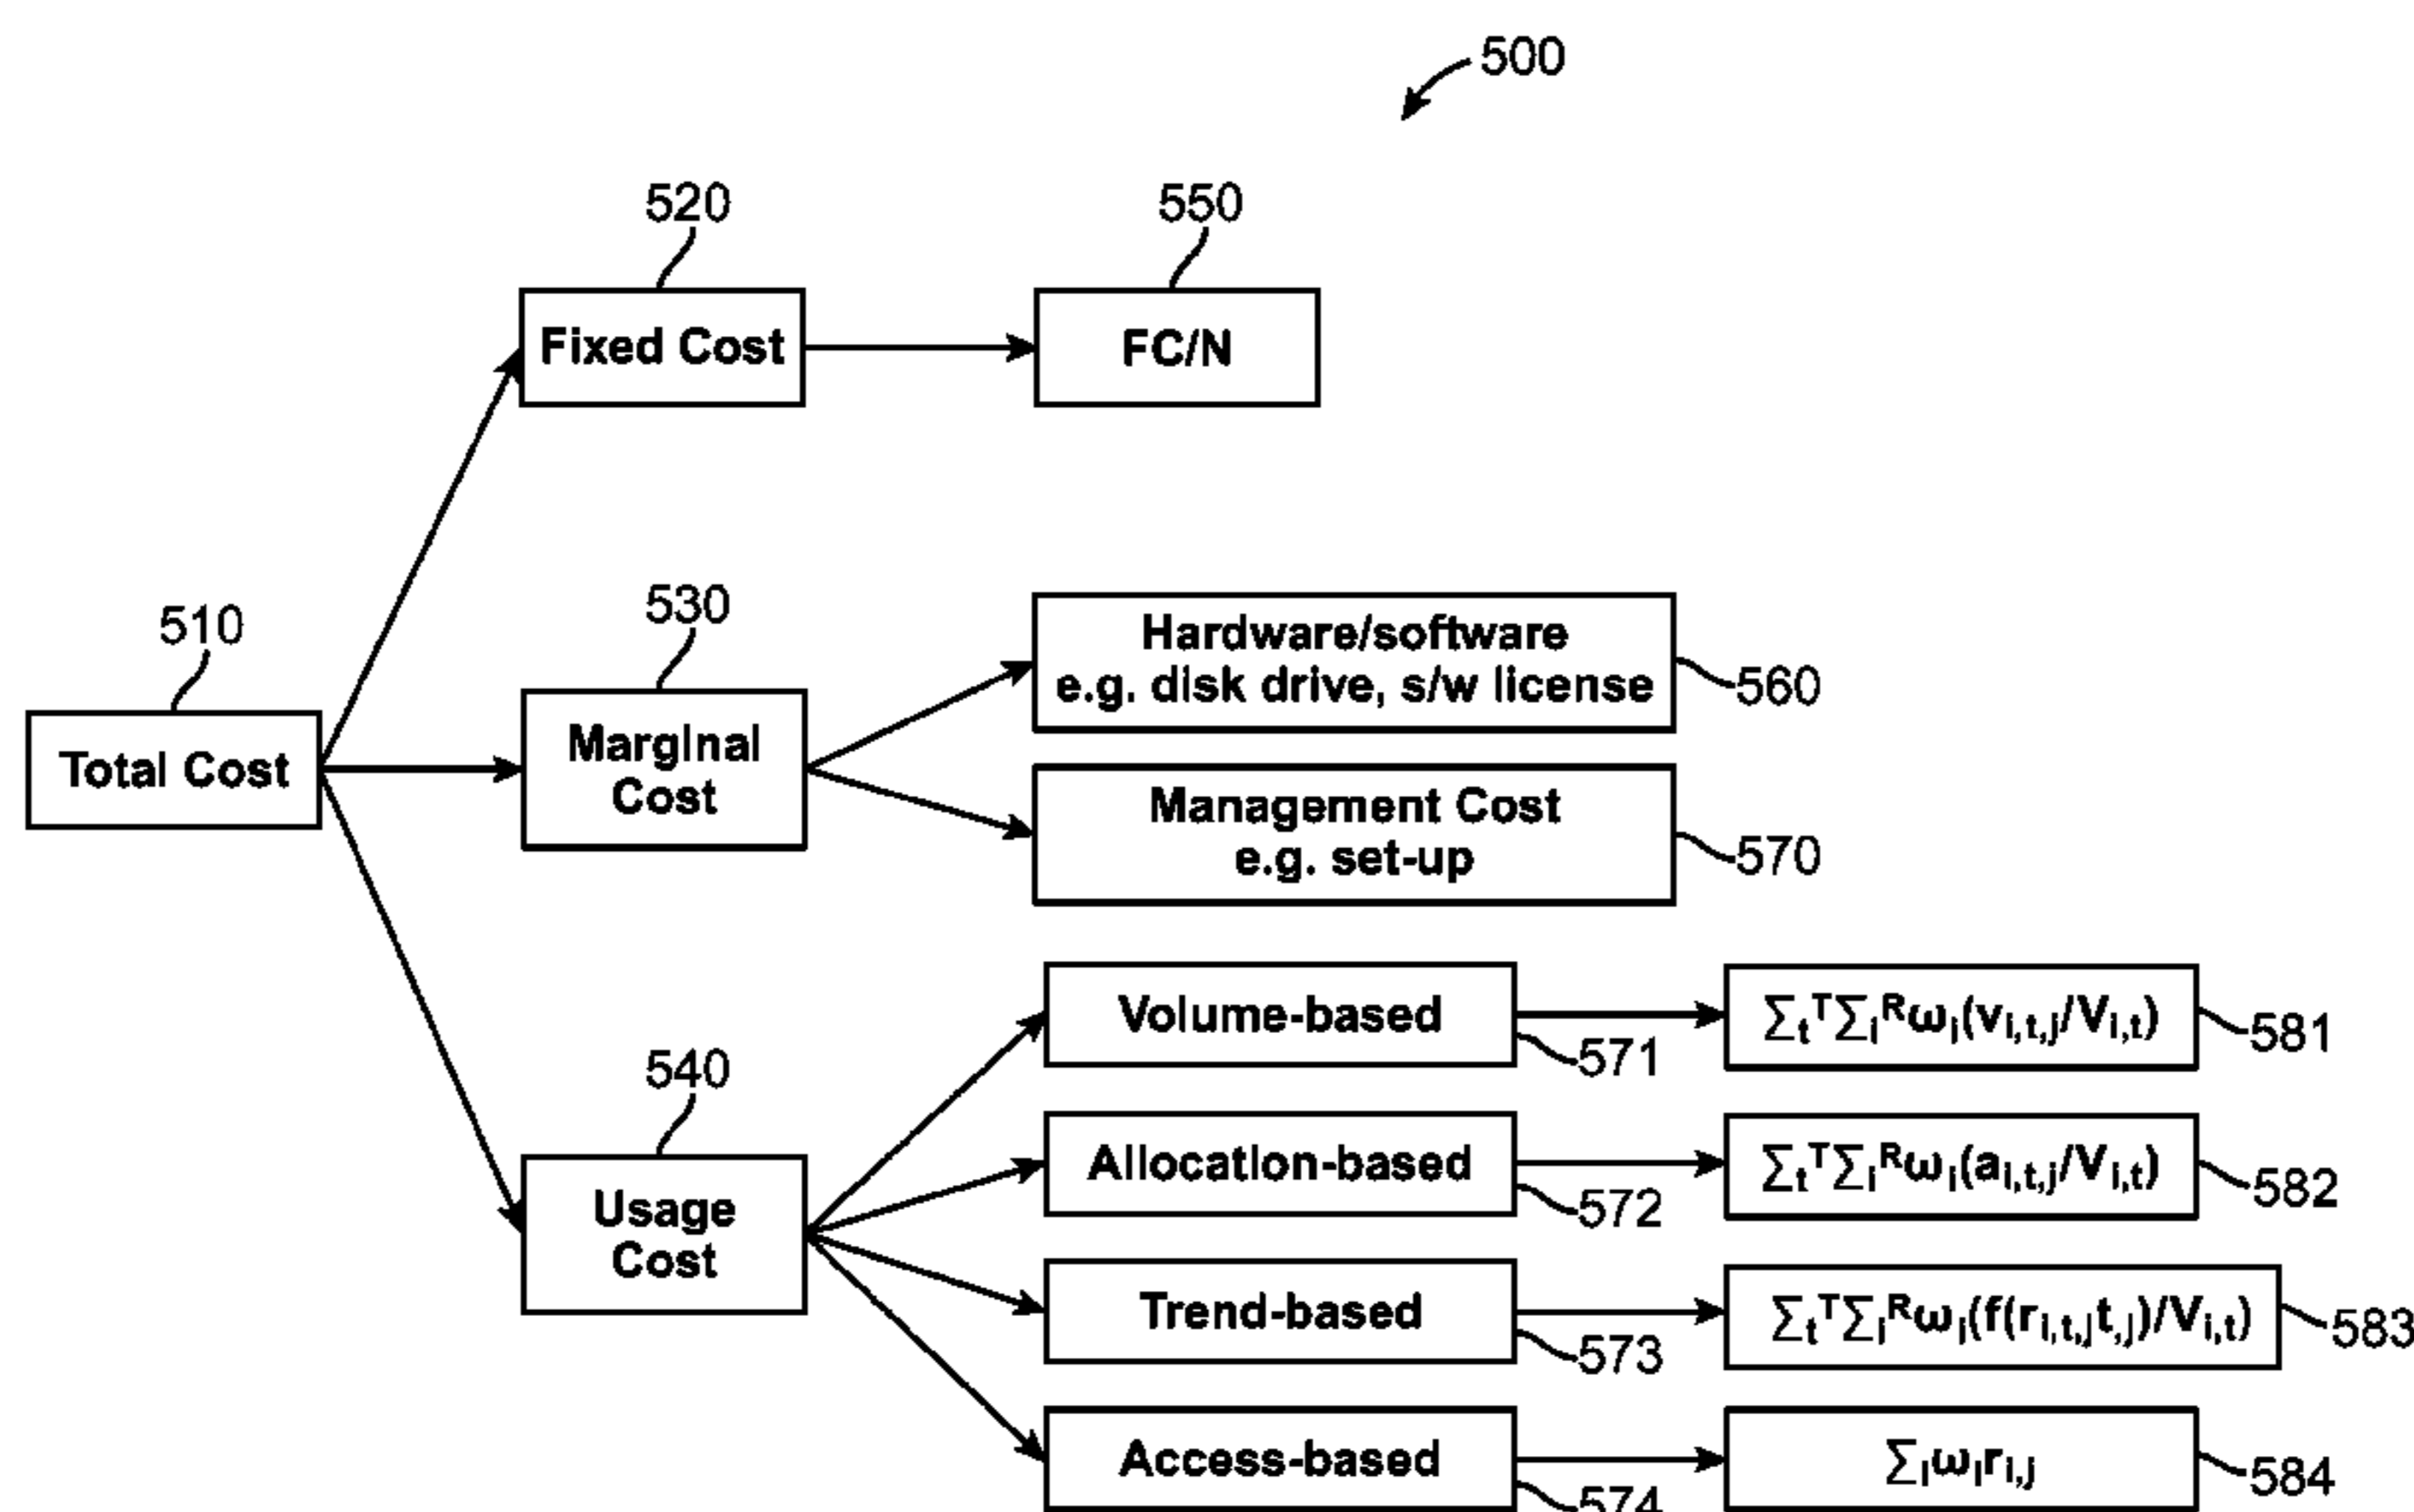 500
520
550
Fixed Cost
FC/N
510
530
Hardware/software
e.g. disk drive, s/w license
560
Total Cost
Marginal
Cost
Management Cost
e.g. set-up
570
540
Volume-based
571
∑ₜᵀ∑ᵢᴿωᵢ(vᵢ,ₜ,ⱼ/Vᵢ,ₜ)
581
Usage
Cost
Allocation-based
572
∑ₜᵀ∑ᵢᴿωᵢ(aᵢ,ₜ,ⱼ/Vᵢ,ₜ)
582
Trend-based
573
∑ₜᵀ∑ᵢᴿωᵢ(f(rᵢ,ₜ,ⱼt,ⱼ)/Vᵢ,ₜ)
583
Access-based
574
∑ᵢωᵢrᵢ,ⱼ
584